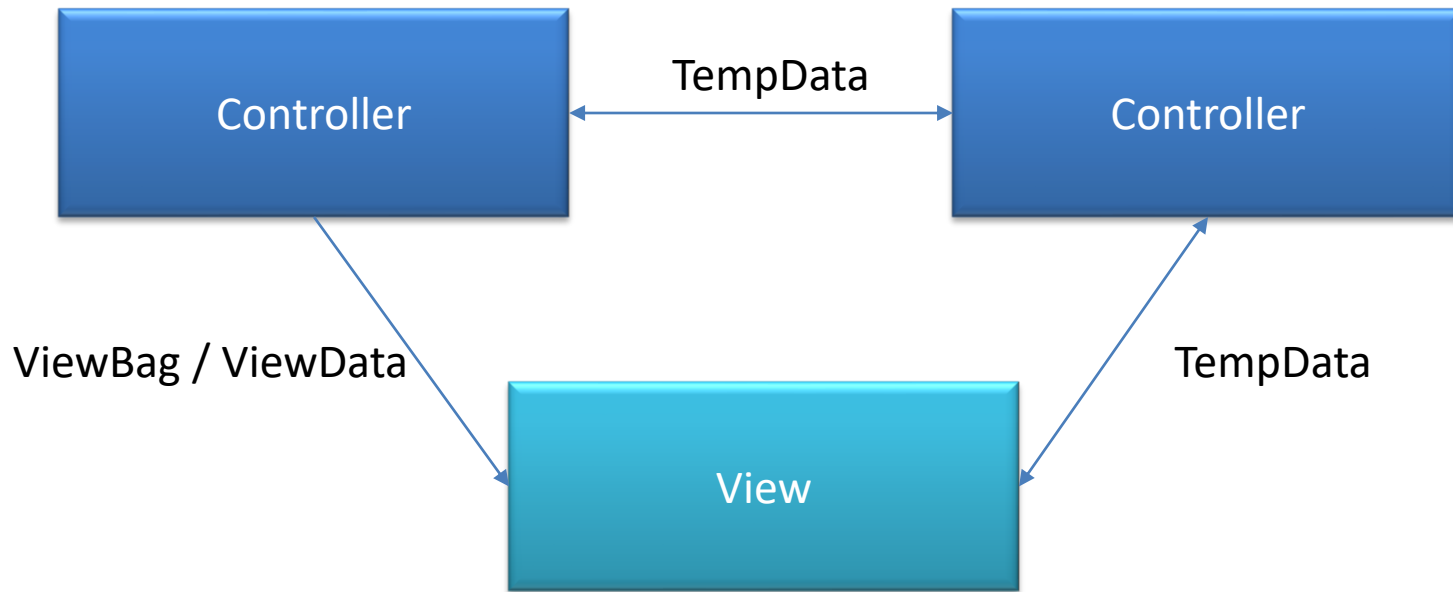 TempData
Controller
Controller
ViewBag / ViewData
TempData
View